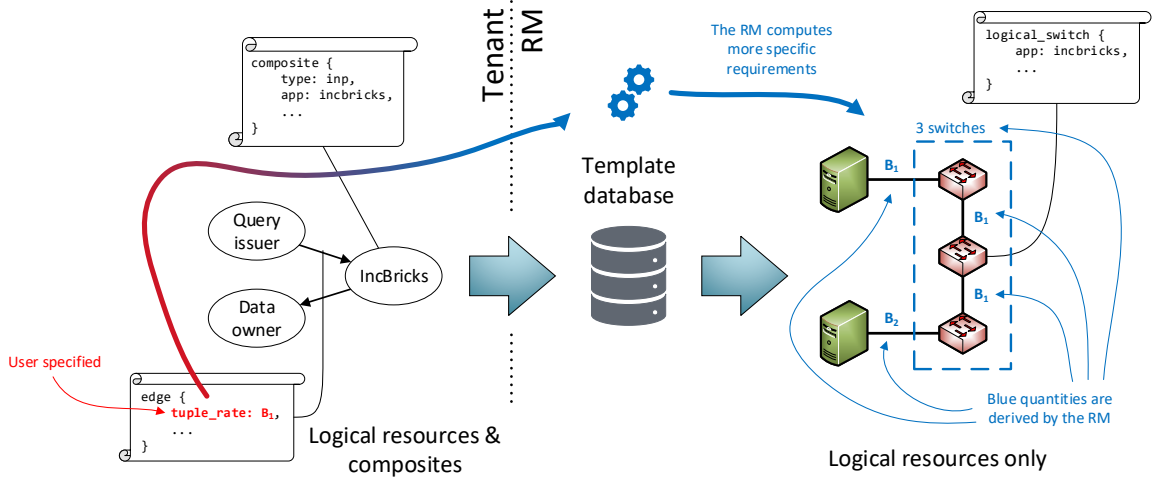 composite {
type: inp,
app: incbricks,
...
}
Tenant
RM
The RM computes
more specific
requirements
logical_switch {
app: incbricks,
...
}
3 switches
Template
database
B1
B1
B1
B2
Query
issuer
IncBricks
Data
owner
User specified
edge {
tuple_rate: B1,
...
}
Logical resources &
composites
Blue quantities are
derived by the RM
Logical resources only